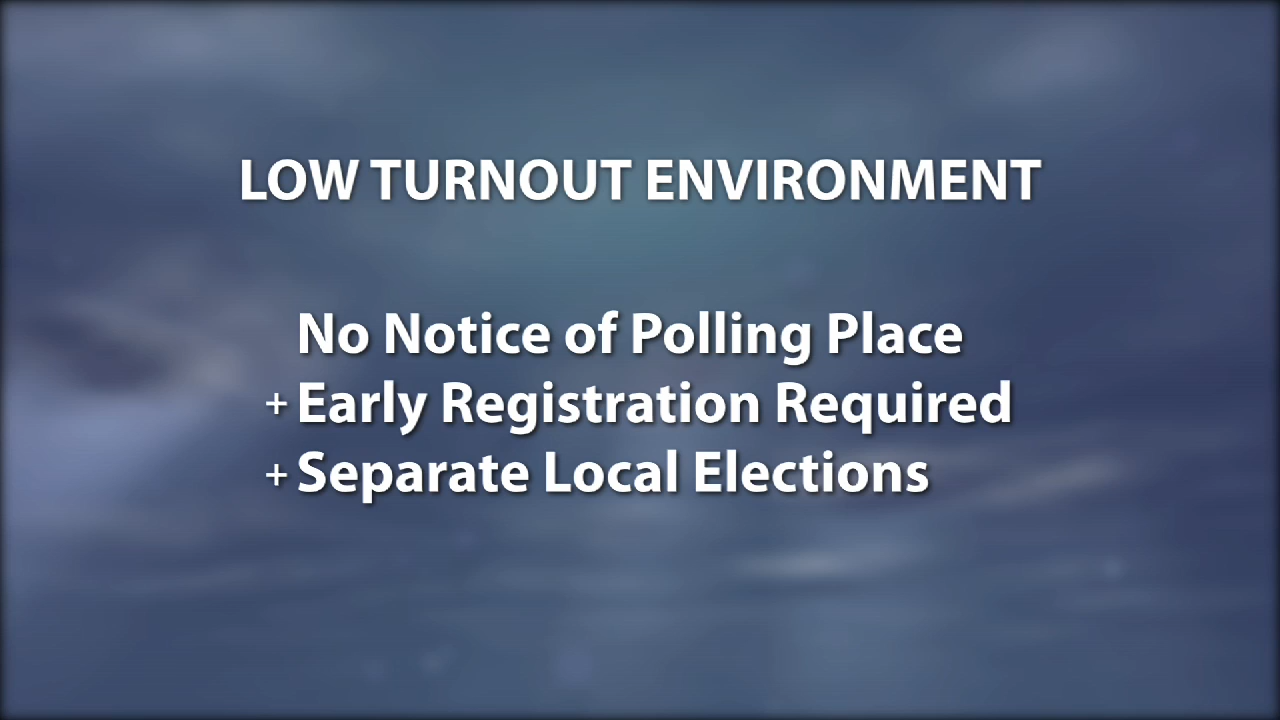 LOW TURNOUT ENVIRONMENT
No Notice of Polling Place
+ Early Registration Required
+ Separate Local Elections